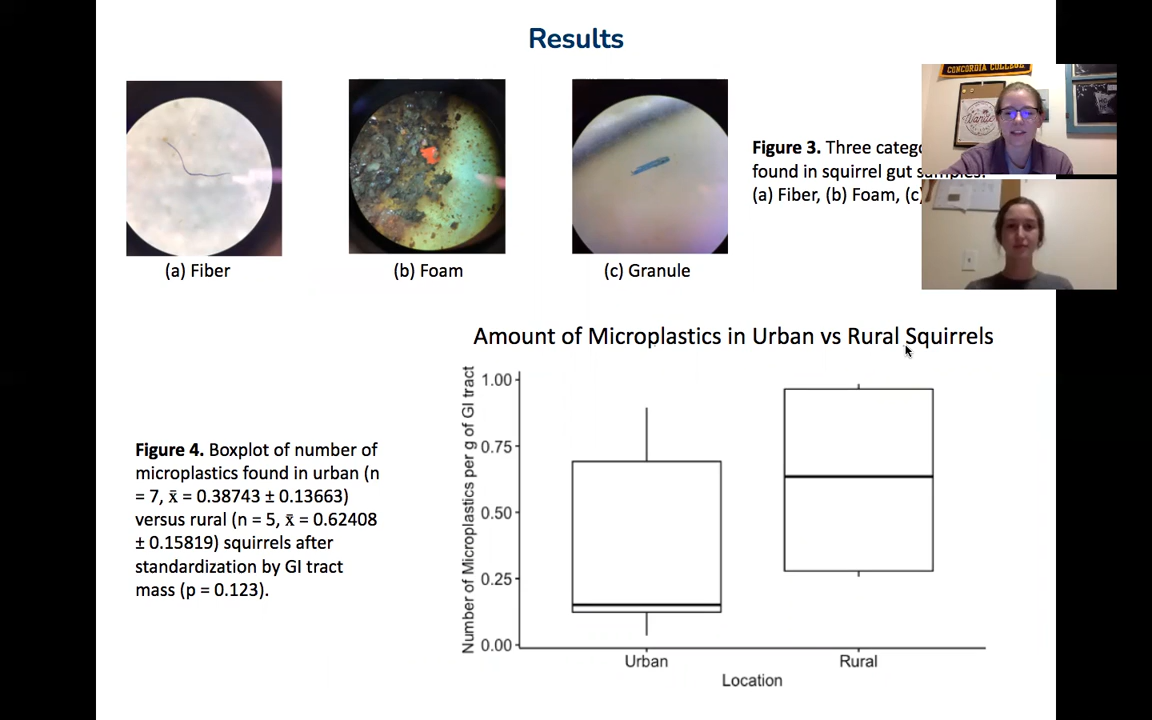 Results
CONCORDIA COLLEGE
(a) Fiber
(b) Foam
(c) Granule
Figure 3. Three catego
found in squirrel gut samples.
(a) Fiber, (b) Foam, (c)
Amount of Microplastics in Urban vs Rural Squirrels
Figure 4. Boxplot of number of
microplastics found in urban (n
= 7, x̄ = 0.38743 ± 0.13663)
versus rural (n = 5, x̄ = 0.62408
± 0.15819) squirrels after
standardization by GI tract
mass (p = 0.123).
Number of Microplastics per g of GI tract
1.00
0.75
0.50
0.25
0.00
Urban
Rural
Location